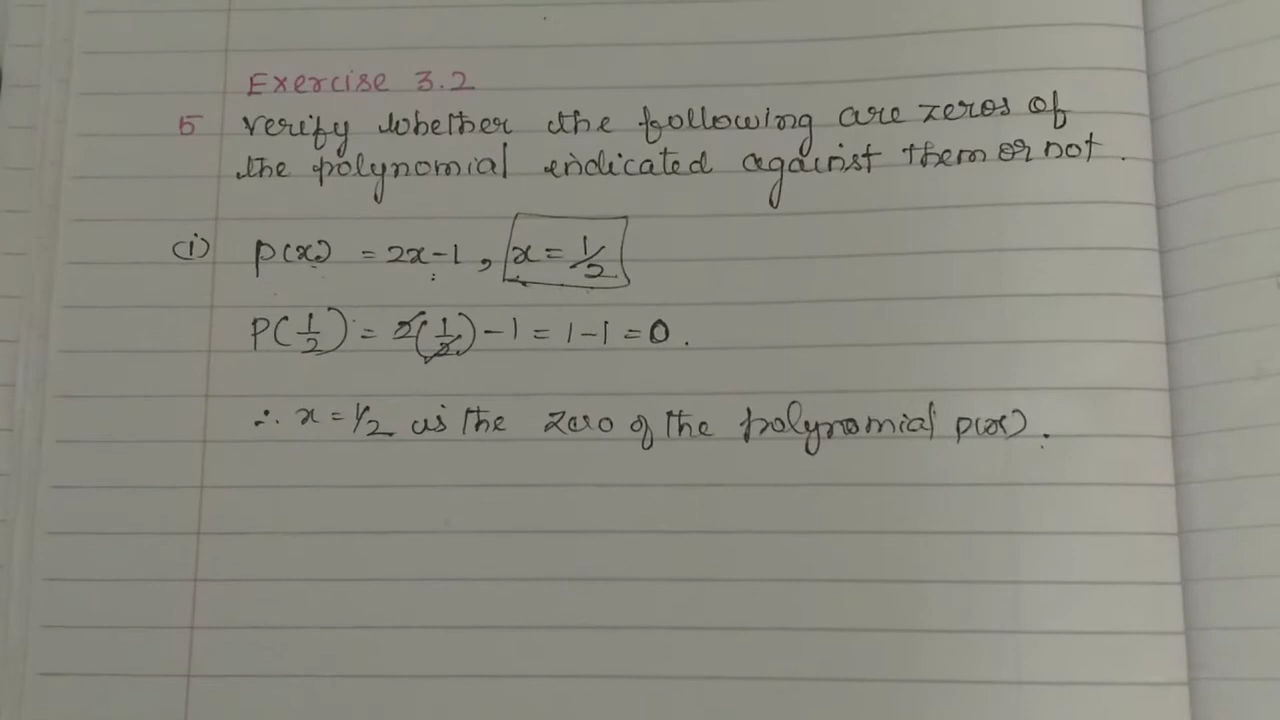 Exercise 3.2
5 Verify whether the following are zeros of
the polynomial indicated against them or not.
(i) P(x) = 2x-1, x = 1/2
P(1/2) = 2(1/2) - 1 = 1-1 = 0.
∴ x = 1/2 is the zero of the polynomial p(x).